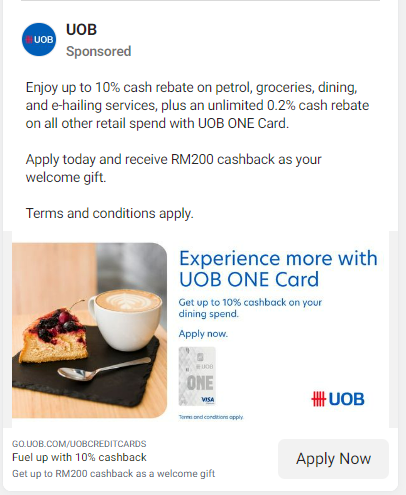 UOB
UOB
Sponsored
Enjoy up to 10% cash rebate on petrol, groceries, dining,
and e-hailing services, plus an unlimited 0.2% cash rebate
on all other retail spend with UOB ONE Card.
Apply today and receive RM200 cashback as your
welcome gift.
Terms and conditions apply.
Experience more with
UOB ONE Card
Get up to 10% cashback on your
dining spend.
Apply now.
ONE
VISA
UOB
Terms and conditions apply.
GO.UOB.COM/UOBCREDITCARDS
Fuel up with 10% cashback
Get up to RM200 cashback as a welcome gift
Apply Now